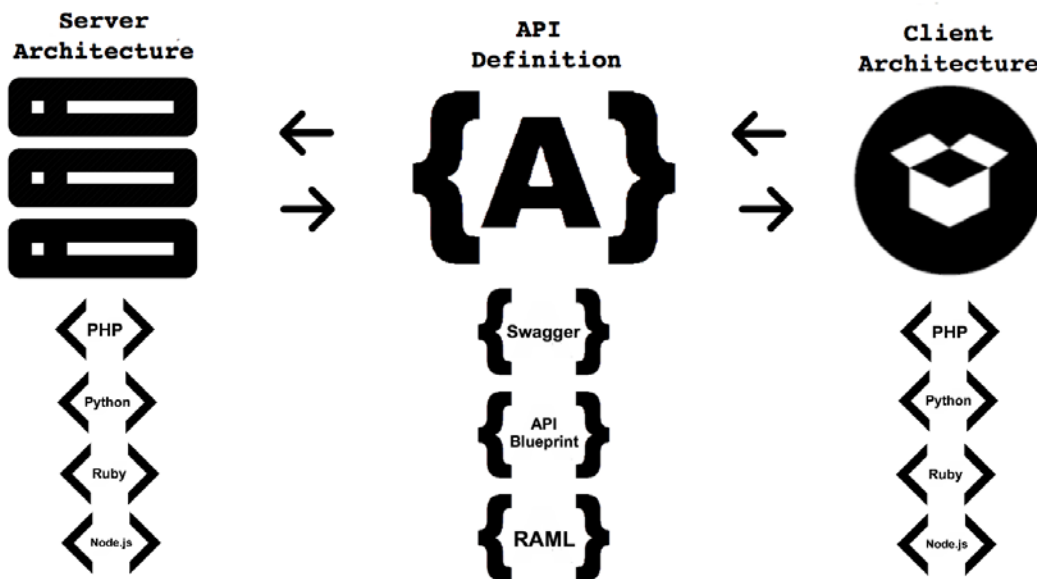 Server
Architecture
API
Definition
Client
Architecture
A
PHP
Python
Ruby
Node.js
Swagger
API
Blueprint
RAML
PHP
Python
Ruby
Node.js